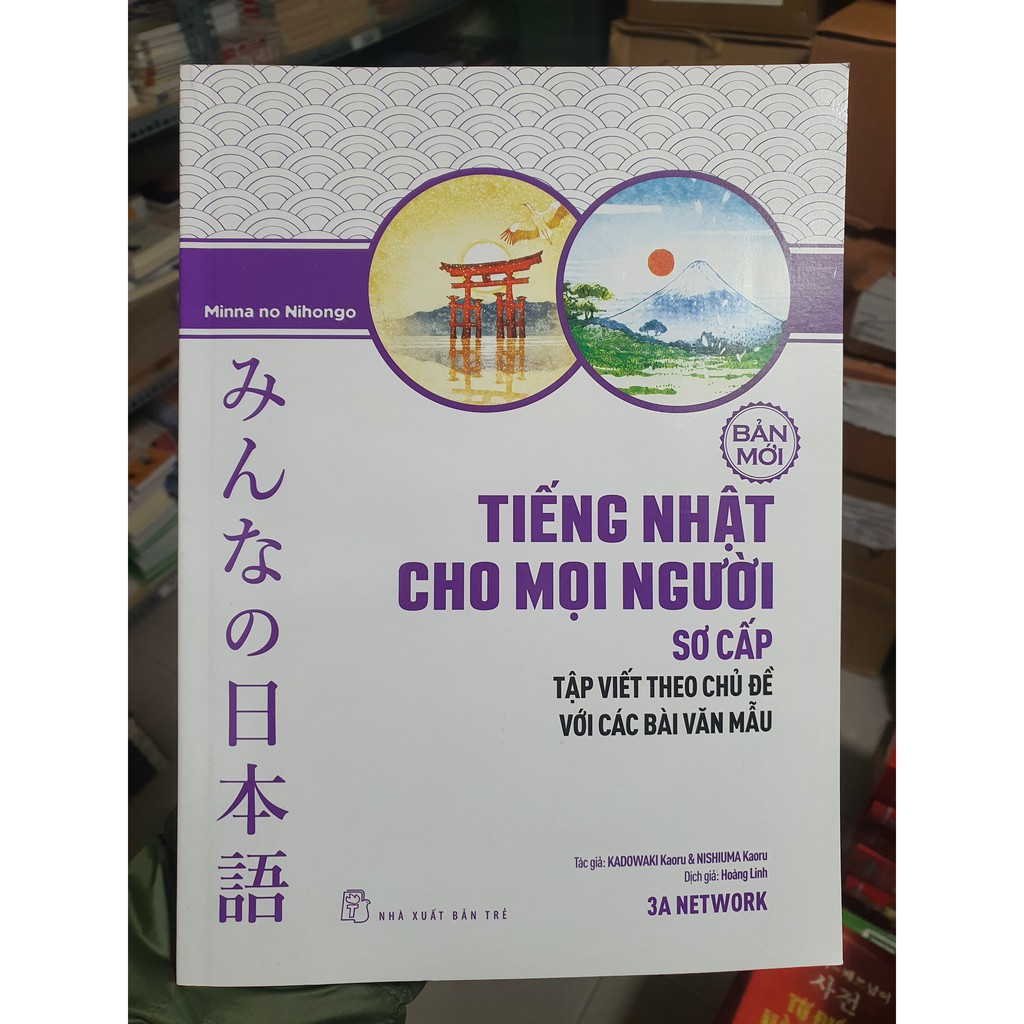 Minna no Nihongo
みんなの日本語
BẢN
MỚI
TIẾNG NHẬT
CHO MỌI NGƯỜI
SƠ CẤP
TẬP VIẾT THEO CHỦ ĐỀ
VỚI CÁC BÀI VĂN MẪU
Tác giả: KADOWAKI Kaoru & NISHIUMA Kaoru
Dịch giả: Hoàng Linh
3A NETWORK
NHÀ XUẤT BẢN TRẺ
사전